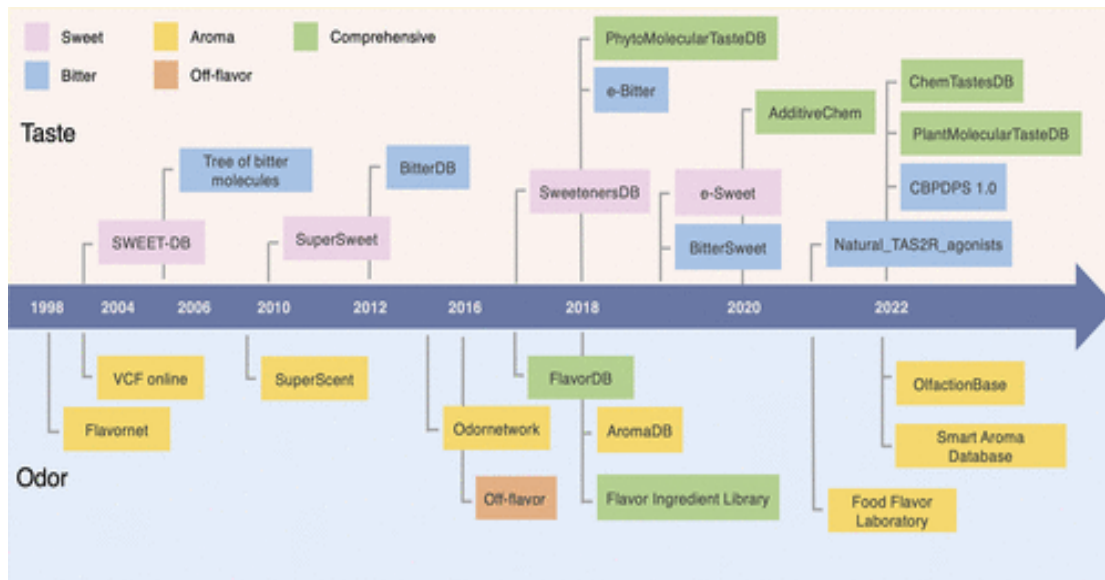 Sweet
Aroma
Comprehensive
Bitter
Off-flavor
Taste
PhytoMolecularTasteDB
e-Bitter
ChemTastesDB
AdditiveChem
PlantMolecularTasteDB
Tree of bitter
molecules
BitterDB
SweetenersDB
e-Sweet
CBPDPS 1.0
SWEET-DB
SuperSweet
BitterSweet
Natural_TAS2R_agonists
1998
2004
2006
2010
2012
2016
2018
2020
2022
VCF online
SuperScent
FlavorDB
OlfactionBase
Flavornet
Odornetwork
AromaDB
Smart Aroma
Database
Odor
Off-flavor
Flavor Ingredient Library
Food Flavor
Laboratory